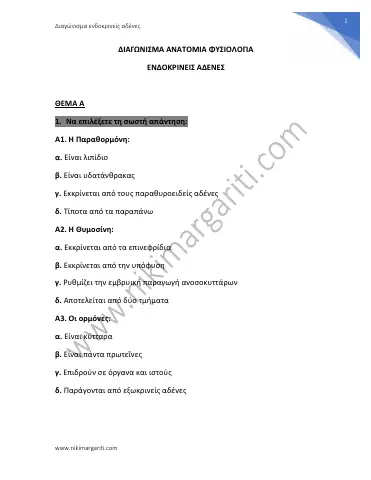 Διαγώνισμα ενδοκρινείς αδένες
1
ΔΙΑΓΩΝΙΣΜΑ ΑΝΑΤΟΜΙΑ ΦΥΣΙΟΛΟΓΙΑ
ΕΝΔΟΚΡΙΝΕΙΣ ΑΔΕΝΕΣ
ΘΕΜΑ Α
1. Να επιλέξετε τη σωστή απάντηση:
Α1. Η Παραθορμόνη:
α. Είναι λιπίδιο
β. Είναι υδατάνθρακας
γ. Εκκρίνεται από τους παραθυροειδείς αδένες
δ. Τίποτα από τα παραπάνω
Α2. Η Θυμοσίνη:
α. Εκκρίνεται από τα επινεφρίδια
β. Εκκρίνεται από την υπόφυση
γ. Ρυθμίζει την εμβρυική παραγωγή ανοσοκυττάρων
δ. Αποτελείται από δύο τμήματα
Α3. Οι ορμόνες:
α. Είναι κύτταρα
β. Είναι πάντα πρωτεΐνες
γ. Επιδρούν σε όργανα και ιστούς
δ. Παράγονται από εξωκρινείς αδένες
www.nikimargariti.com
www.nikimargariti.com